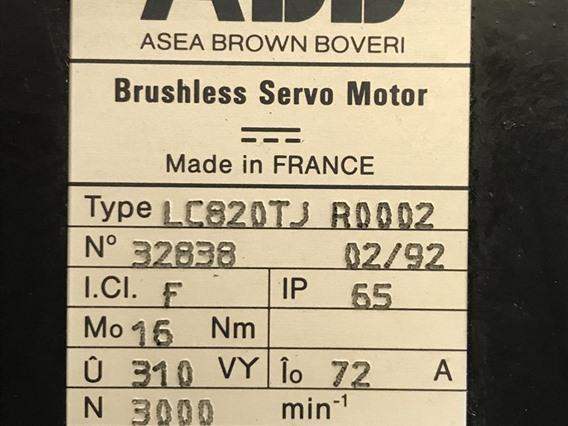 ABB
ASEA BROWN BOVERI
Brushless Servo Motor
Made in FRANCE
Type LC820TJ R0002
N° 32838 02/92
I.Cl. F IP 65
Mo 16 Nm
Û 310 VY Îo 72 A
N 3000 min⁻¹